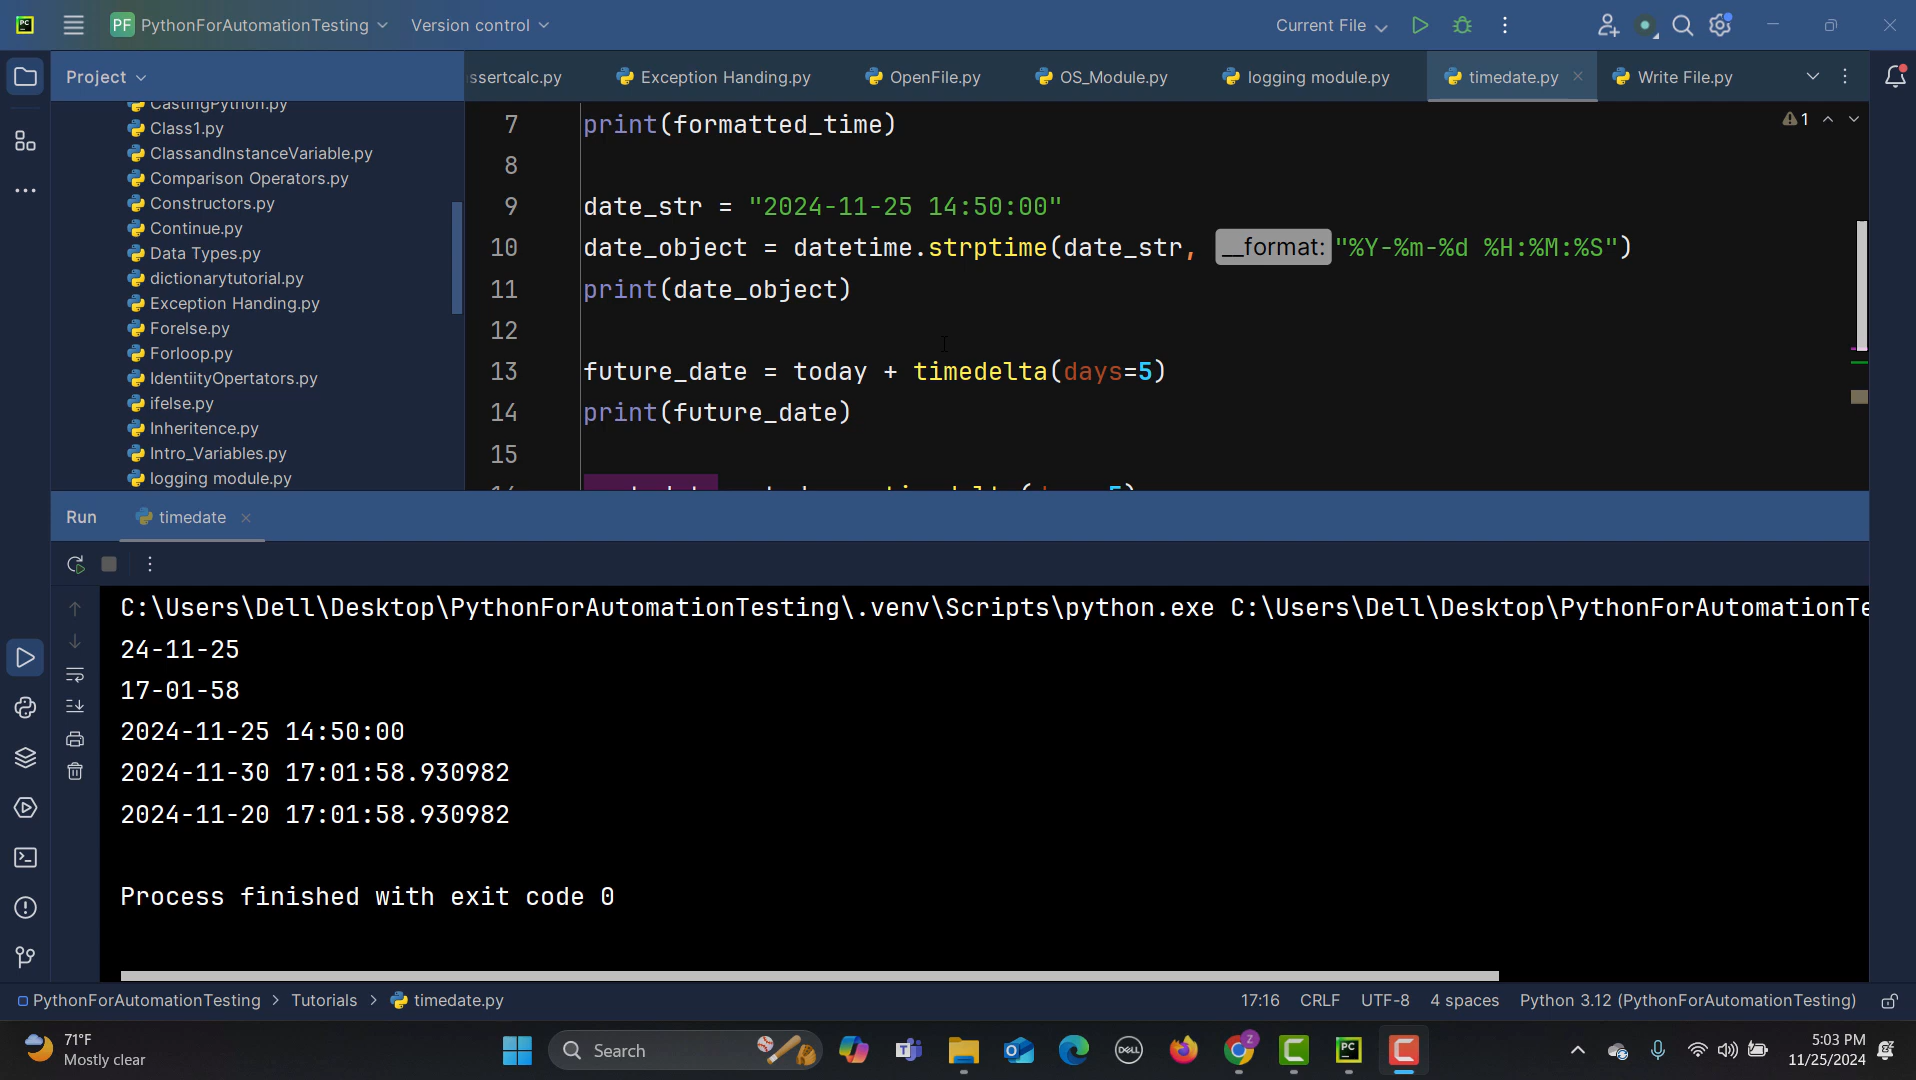 PC
PF PythonForAutomationTesting
Version control
Current File
Project
ssertcalc.py
Exception Handing.py
OpenFile.py
OS_Module.py
logging module.py
timedate.py
Write File.py
CastingPython.py
Class1.py
ClassandInstanceVariable.py
Comparison Operators.py
Constructors.py
Continue.py
Data Types.py
dictionarytutorial.py
Exception Handing.py
Forelse.py
Forloop.py
IdentiityOpertators.py
ifelse.py
Inheritence.py
Intro_Variables.py
logging module.py
1
7 print(formatted_time)
8
9 date_str = "2024-11-25 14:50:00"
10 date_object = datetime.strptime(date_str, __format: "%Y-%m-%d %H:%M:%S")
11 print(date_object)
12
13 future_date = today + timedelta(days=5)
14 print(future_date)
15
Run
timedate
C:\Users\Dell\Desktop\PythonForAutomationTesting\.venv\Scripts\python.exe C:\Users\Dell\Desktop\PythonForAutomationTe
24-11-25
17-01-58
2024-11-25 14:50:00
2024-11-30 17:01:58.930982
2024-11-20 17:01:58.930982
Process finished with exit code 0
PythonForAutomationTesting > Tutorials > timedate.py
17:16 CRLF UTF-8 4 spaces Python 3.12 (PythonForAutomationTesting)
71°F
Mostly clear
Search
DELL
Z
PC
5:03 PM
11/25/2024